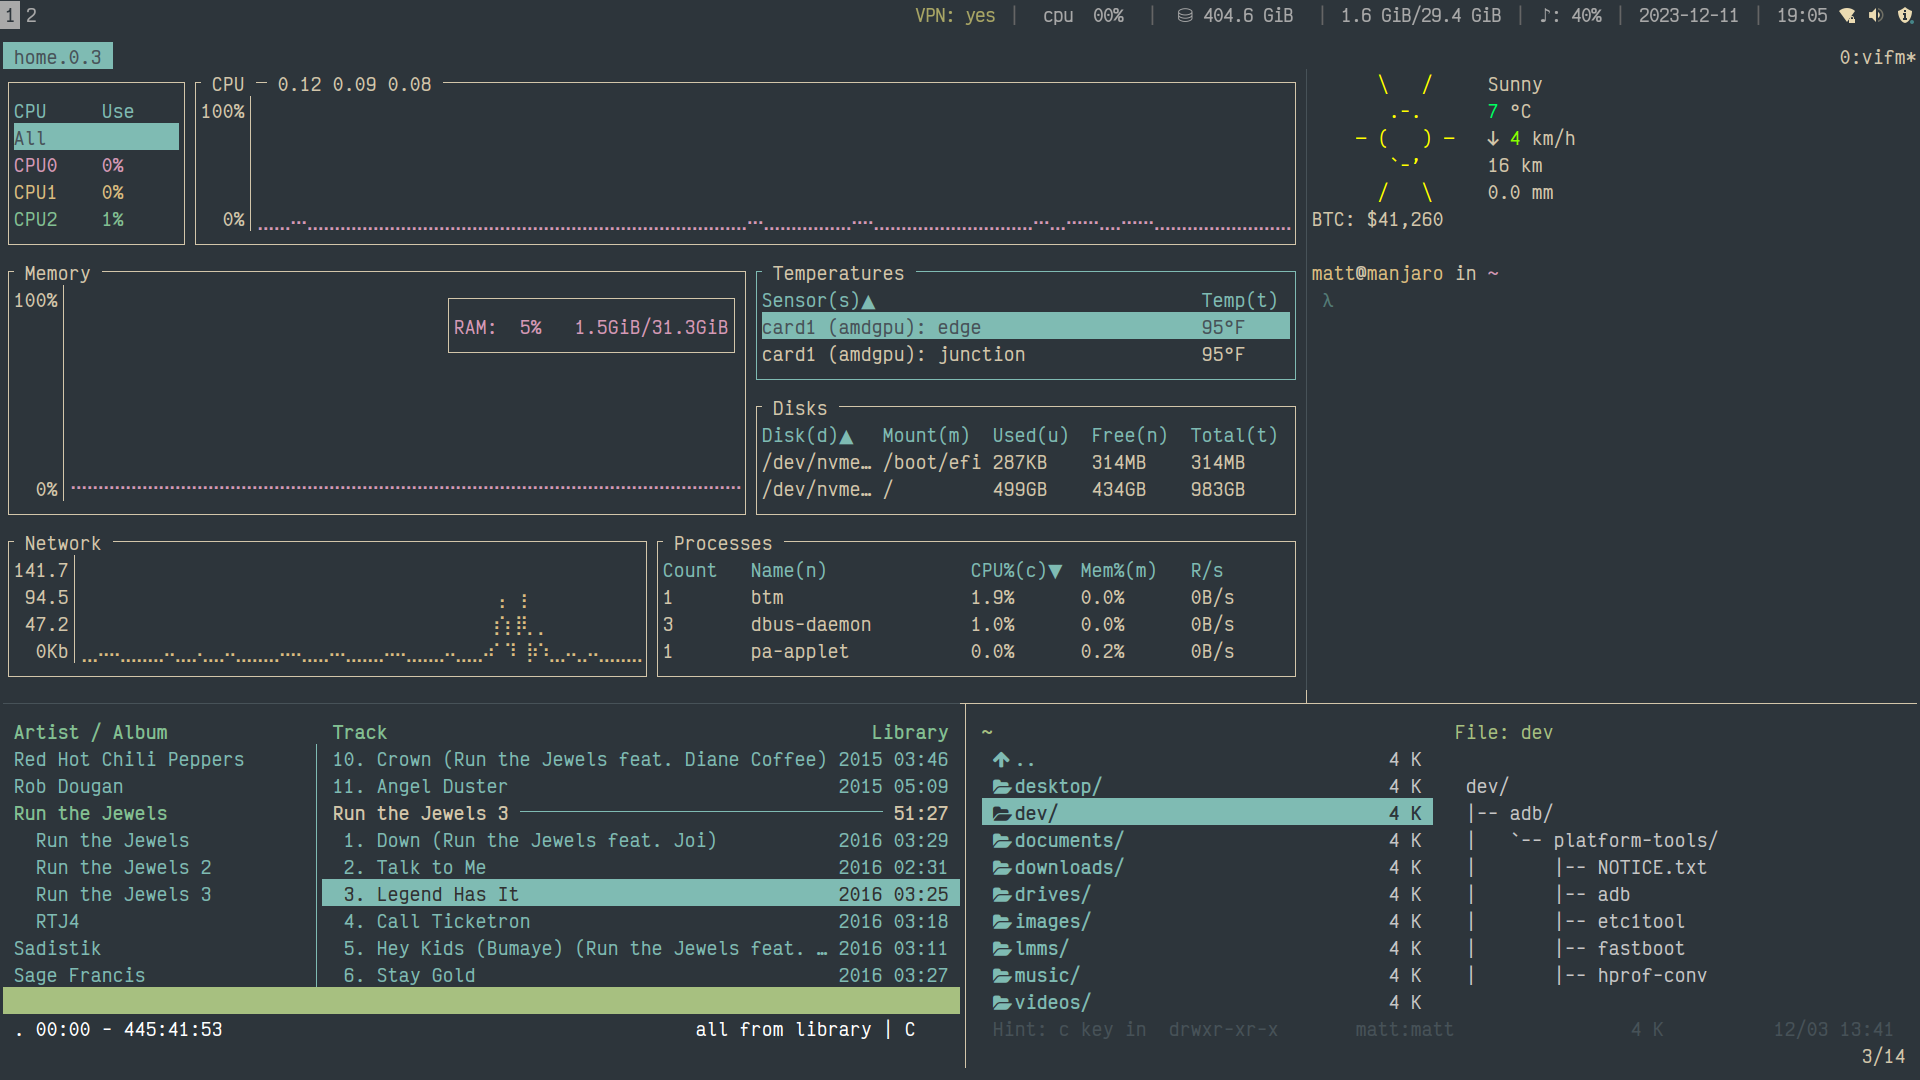 1 2 VPN: yes | cpu 00% | 404.6 GiB | 1.6 GiB/29.4 GiB | ♪: 40% | 2023-12-11 | 19:05
home.0.3 0:vifm*
CPU Use
All
CPU0 0%
CPU1 0%
CPU2 1%
CPU — 0.12 0.09 0.08
100%
0%
Sunny
7 °C
↓ 4 km/h
16 km
0.0 mm
BTC: $41,260
matt@manjaro in ~
λ
Memory
100%
RAM: 5% 1.5GiB/31.3GiB
0%
Temperatures
Sensor(s)▲ Temp(t)
card1 (amdgpu): edge 95°F
card1 (amdgpu): junction 95°F
Disks
Disk(d)▲ Mount(m) Used(u) Free(n) Total(t)
/dev/nvme… /boot/efi 287KB 314MB 314MB
/dev/nvme… / 499GB 434GB 983GB
Network
141.7
94.5
47.2
0Kb
Processes
Count Name(n) CPU%(c)▼ Mem%(m) R/s
1 btm 1.9% 0.0% 0B/s
3 dbus-daemon 1.0% 0.0% 0B/s
1 pa-applet 0.0% 0.2% 0B/s
Artist / Album
Red Hot Chili Peppers
Rob Dougan
Run the Jewels
Run the Jewels
Run the Jewels 2
Run the Jewels 3
RTJ4
Sadistik
Sage Francis
Track Library
10. Crown (Run the Jewels feat. Diane Coffee) 2015 03:46
11. Angel Duster 2015 05:09
Run the Jewels 3 51:27
1. Down (Run the Jewels feat. Joi) 2016 03:29
2. Talk to Me 2016 02:31
3. Legend Has It 2016 03:25
4. Call Ticketron 2016 03:18
5. Hey Kids (Bumaye) (Run the Jewels feat. … 2016 03:11
6. Stay Gold 2016 03:27
. 00:00 - 445:41:53 all from library | C
~
.. 4 K
desktop/ 4 K
dev/ 4 K
documents/ 4 K
downloads/ 4 K
drives/ 4 K
images/ 4 K
lmms/ 4 K
music/ 4 K
videos/ 4 K
File: dev
dev/
|-- adb/
| `-- platform-tools/
| |-- NOTICE.txt
| |-- adb
| |-- etc1tool
| |-- fastboot
| |-- hprof-conv
Hint: c key in drwxr-xr-x matt:matt 4 K 12/03 13:41
3/14